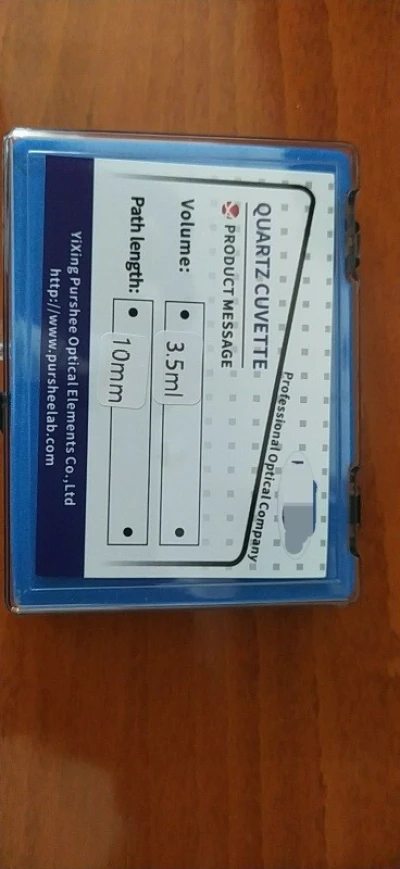 Professional Optical Company
QUARTZ CUVETTE
PRODUCT MESSAGE
Volume: 3.5ml
Path length: 10mm
YiXing Purshee Optical Elements Co.,Ltd
http://www.pursheelab.com